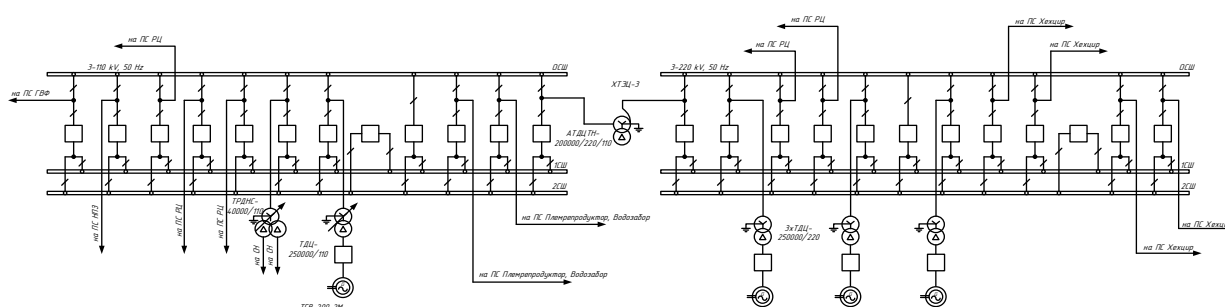 на ПС РЦ
3~110 kV, 50 Hz
ОСШ
на ПС ГВФ
1СШ
2СШ
на ПС НПЗ
на ПС РЦ
на ПС РЦ
ТРДНС-
40000/110
на СН
на СН
ТДЦ-
250000/110
на ПС Племрепродуктор, Водозабор
на ПС Племрепродуктор, Водозабор
АТДЦТН-
200000/220/110
ХТЭЦ-3
на ПС РЦ
на ПС РЦ
на ПС Хехцир
на ПС Хехцир
3~220 kV, 50 Hz
ОСШ
1СШ
2СШ
3хТДЦ-
250000/220
на ПС Хехцир
на ПС Хехцир